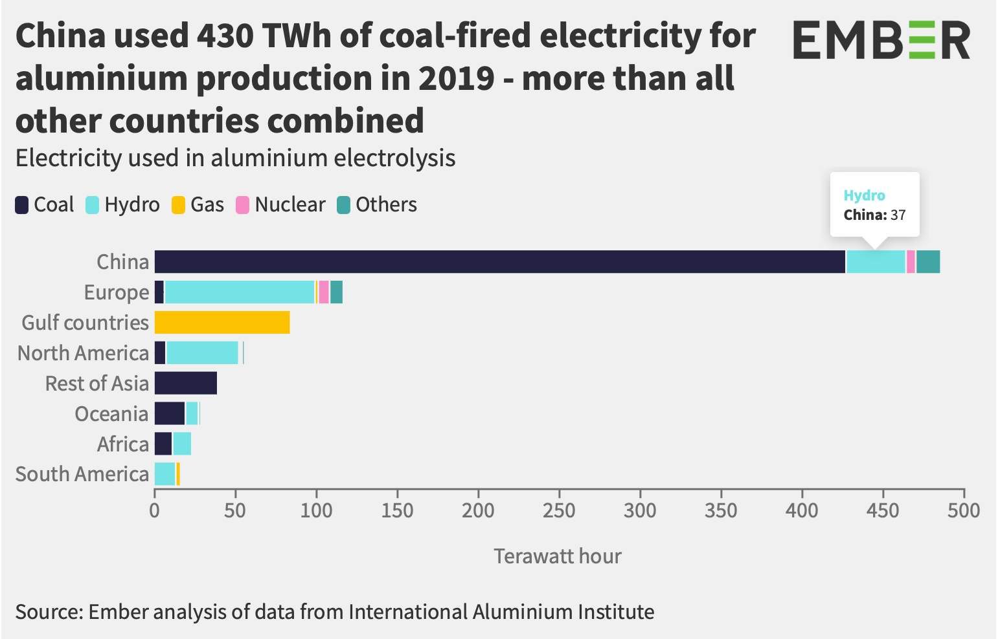 China used 430 TWh of coal-fired electricity for
aluminium production in 2019 - more than all
other countries combined
EMBER
Electricity used in aluminium electrolysis
Coal Hydro Gas Nuclear Others
Hydro
China: 37
China
Europe
Gulf countries
North America
Rest of Asia
Oceania
Africa
South America
0 50 100 150 200 250 300 350 400 450 500
Terawatt hour
Source: Ember analysis of data from International Aluminium Institute